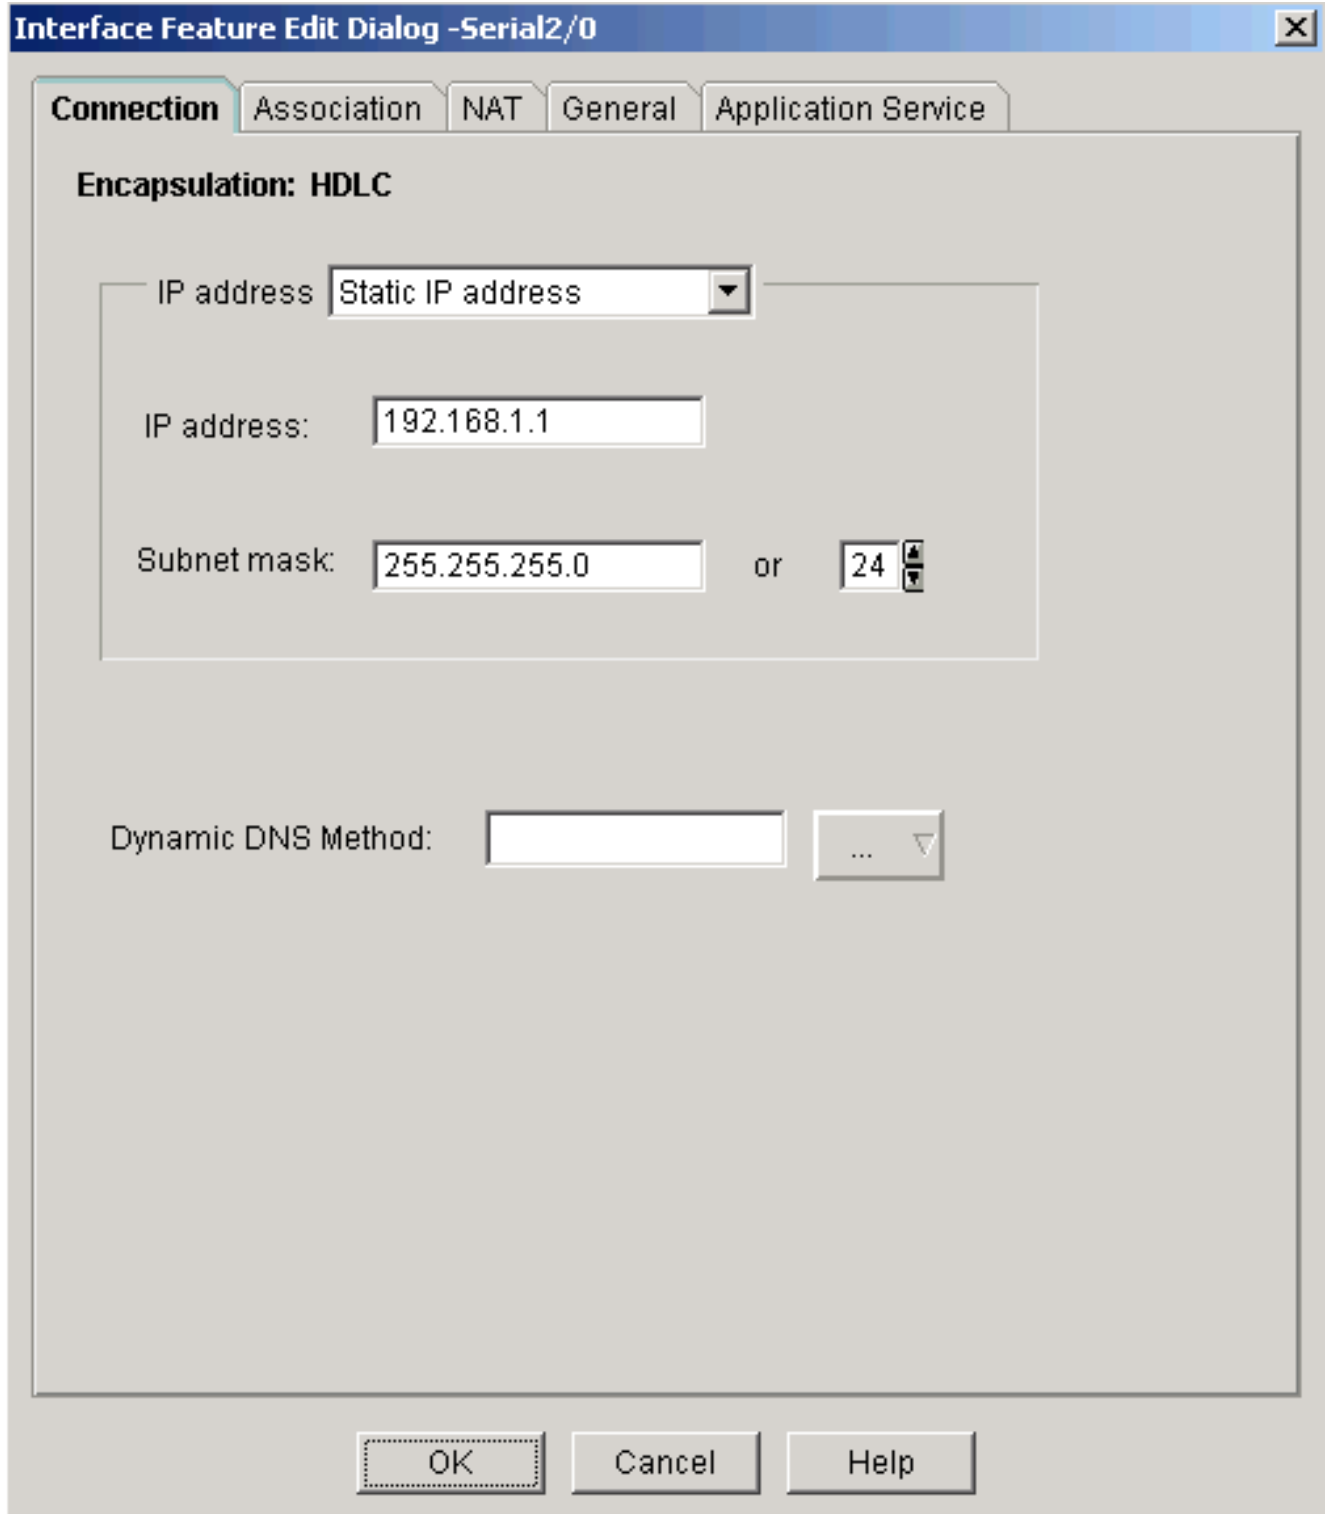 Interface Feature Edit Dialog -Serial2/0
Connection Association NAT General Application Service
Encapsulation: HDLC
IP address Static IP address
IP address: 192.168.1.1
Subnet mask: 255.255.255.0 or 24
Dynamic DNS Method: ...
OK Cancel Help